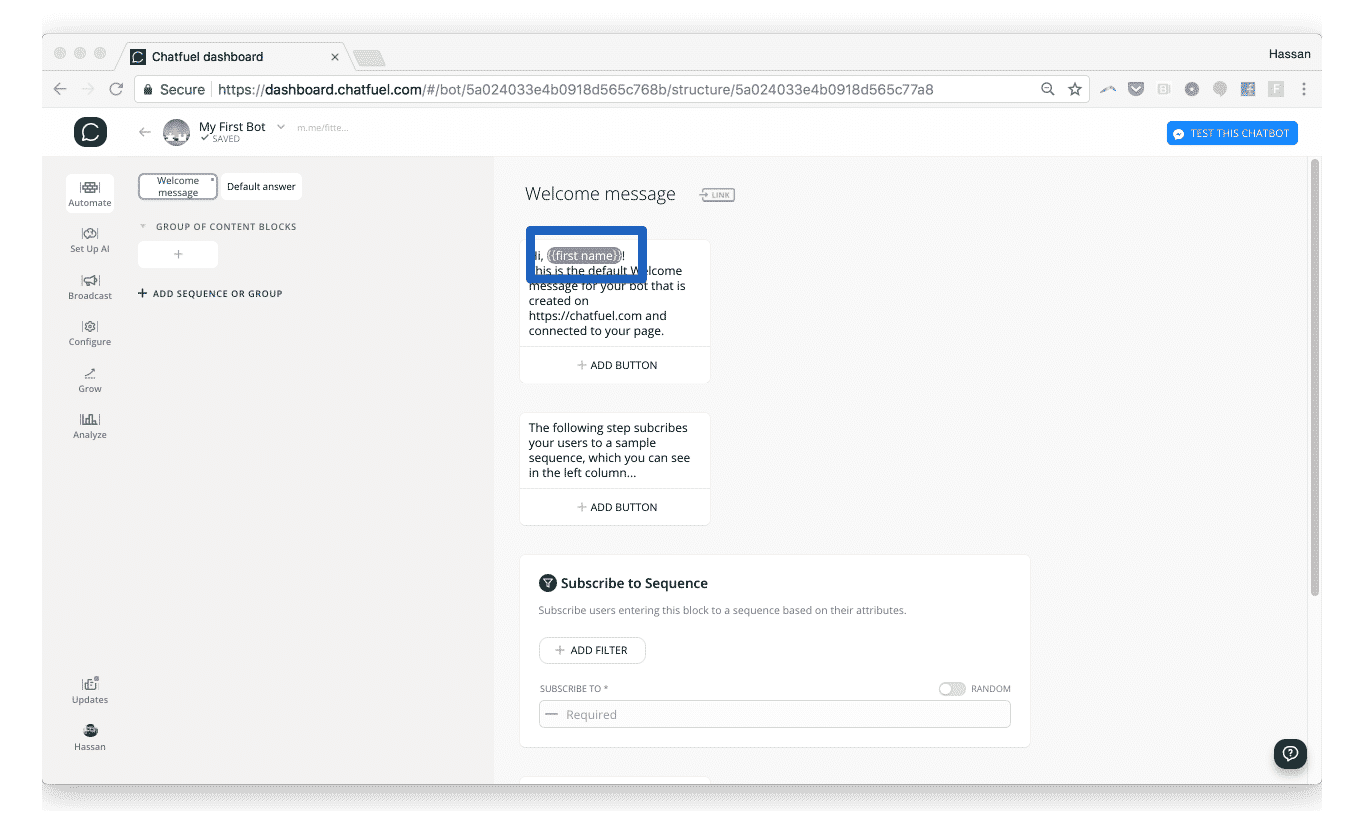 Chatfuel dashboard
Hassan
Secure
https://dashboard.chatfuel.com/#/bot/5a024033e4b0918d565c768b/structure/5a024033e4b0918d565c77a8
My First Bot
SAVED
m.me/fitte...
TEST THIS CHATBOT
Automate
Set Up AI
Broadcast
Configure
Grow
Analyze
Updates
Hassan
Welcome
message
Default answer
GROUP OF CONTENT BLOCKS
+
+ ADD SEQUENCE OR GROUP
Welcome message
LINK
Hi, {{first name}}!
This is the default Welcome
message for your bot that is
created on
https://chatfuel.com and
connected to your page.
+ ADD BUTTON
The following step subcribes
your users to a sample
sequence, which you can see
in the left column...
+ ADD BUTTON
Subscribe to Sequence
Subscribe users entering this block to a sequence based on their attributes.
+ ADD FILTER
SUBSCRIBE TO *
RANDOM
Required